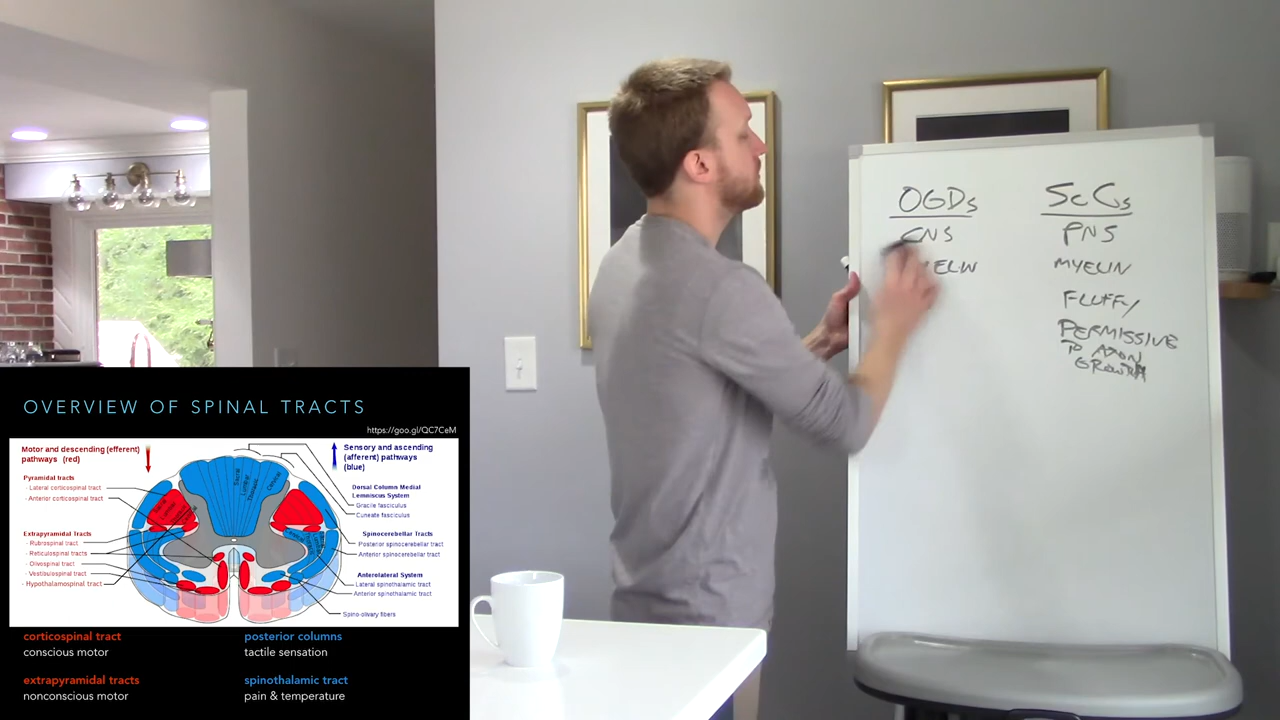 OGDs
CNS
ScCs
PNS
MYELIN
FLUFFY
PERMISSIVE
TO AXON
GROWTH
OVERVIEW OF SPINAL TRACTS
https://goo.gl/QC7CeM
Motor and descending (efferent)
pathways (red)
Sensory and ascending
(afferent) pathways
(blue)
Pyramidal tracts
- Lateral corticospinal tract
- Anterior corticospinal tract
Extrapyramidal Tracts
- Rubrospinal tract
- Reticulospinal tracts
- Olivospinal tract
- Vestibulospinal tract
- Hypothalamospinal tract
Dorsal Column Medial
Lemniscus System
Gracile fasciculus
Cuneate fasciculus
Spinocerebellar Tracts
Posterior spinocerebellar tract
Anterior spinocerebellar tract
Anterolateral System
Lateral spinothalamic tract
Anterior spinothalamic tract
Spino-olivary fibers
corticospinal tract
conscious motor
extrapyramidal tracts
nonconscious motor
posterior columns
tactile sensation
spinothalamic tract
pain & temperature